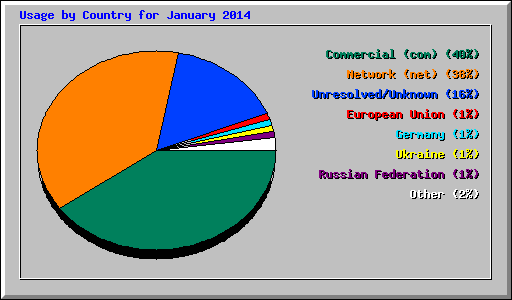 Usage by Country for January 2014
Commercial (com) (40%)
Network (net) (38%)
Unresolved/Unknown (16%)
European Union (1%)
Germany (1%)
Ukraine (1%)
Russian Federation (1%)
Other (2%)